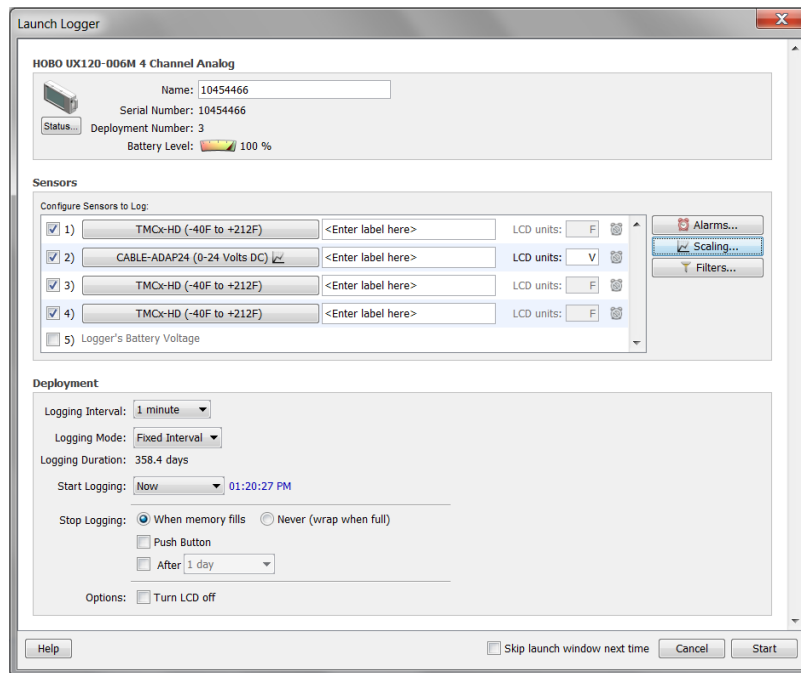 Launch Logger
HOBO UX120-006M 4 Channel Analog
Name: 10454466
Serial Number: 10454466
Status... Deployment Number: 3
Battery Level: 100 %
Sensors
Configure Sensors to Log:
1) TMCx-HD (-40F to +212F) <Enter label here> LCD units: F Alarms...
2) CABLE-ADAP24 (0-24 Volts DC) <Enter label here> LCD units: V Scaling...
3) TMCx-HD (-40F to +212F) <Enter label here> LCD units: F Filters...
4) TMCx-HD (-40F to +212F) <Enter label here> LCD units: F
5) Logger's Battery Voltage
Deployment
Logging Interval: 1 minute
Logging Mode: Fixed Interval
Logging Duration: 358.4 days
Start Logging: Now 01:20:27 PM
Stop Logging: When memory fills Never (wrap when full)
Push Button
After 1 day
Options: Turn LCD off
Help Skip launch window next time Cancel Start